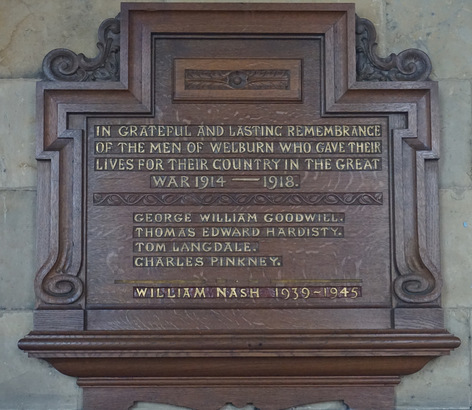 IN GRATEFUL AND LASTING REMEMBRANCE
OF THE MEN OF WELBURN WHO GAVE THEIR
LIVES FOR THEIR COUNTRY IN THE GREAT
WAR 1914 — 1918.
GEORGE WILLIAM GOODWILL.
THOMAS EDWARD HARDISTY.
TOM LANGDALE.
CHARLES PINKNEY.
WILLIAM NASH 1939-1945